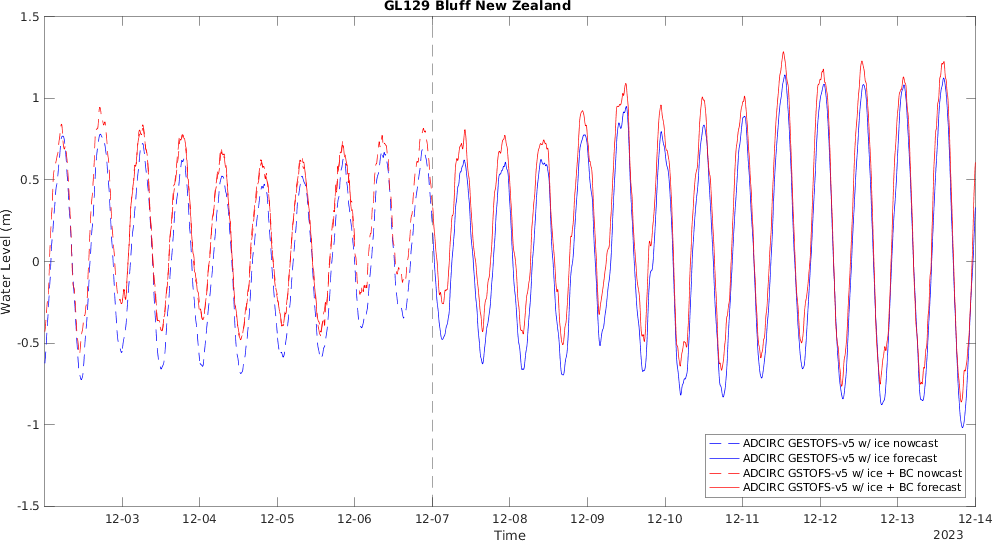 GL129 Bluff New Zealand
1.5
1
0.5
0
-0.5
-1
-1.5
Water Level (m)
ADCIRC GESTOFS-v5 w/ ice nowcast
ADCIRC GESTOFS-v5 w/ ice forecast
ADCIRC GSTOFS-v5 w/ ice + BC nowcast
ADCIRC GSTOFS-v5 w/ ice + BC forecast
12-03 12-04 12-05 12-06 12-07 12-08 12-09 12-10 12-11 12-12 12-13 12-14
Time
2023